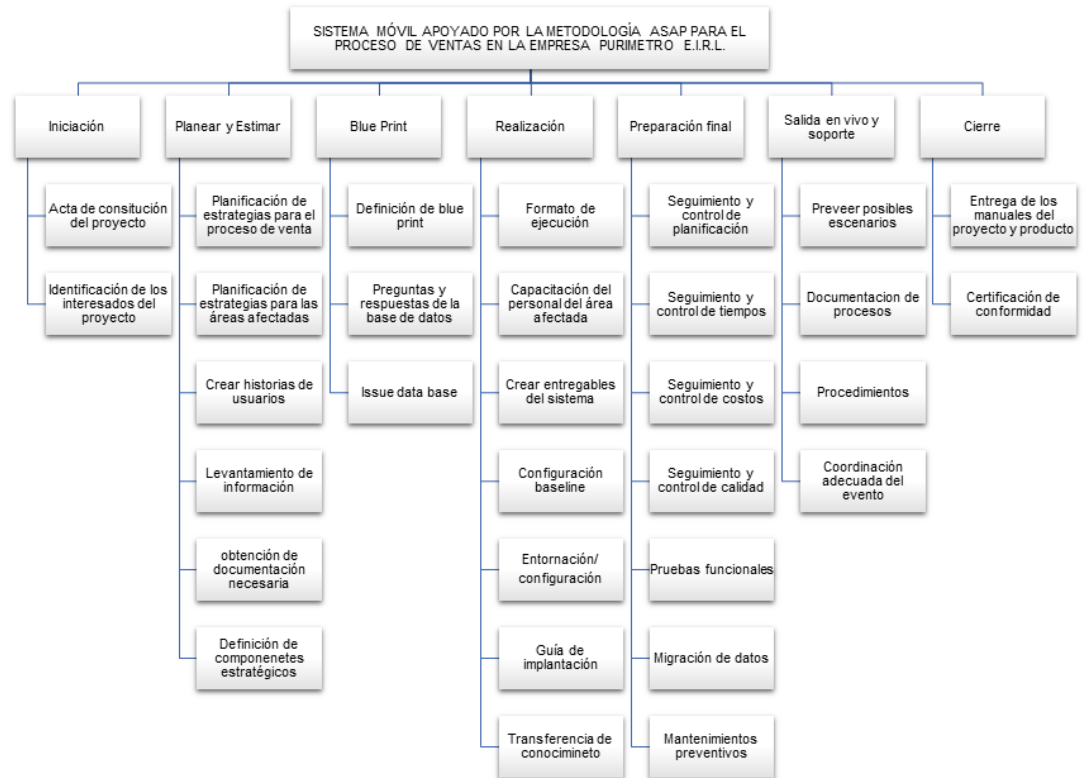 SISTEMA MÓVIL APOYADO POR LA METODOLOGÍA ASAP PARA EL
PROCESO DE VENTAS EN LA EMPRESA PURIMETRO E.I.R.L.
Iniciación
Planear y Estimar
Blue Print
Realización
Preparación final
Salida en vivo y
soporte
Cierre
Acta de consitución
del proyecto
Identificación de los
interesados del
proyecto
Planificación de
estrategias para el
proceso de venta
Planificación de
estrategias para las
áreas afectadas
Crear historias de
usuarios
Levantamiento de
información
obtención de
documentación
necesaria
Definición de
componenetes
estratégicos
Definición de blue
print
Preguntas y
respuestas de la
base de datos
Issue data base
Formato de
ejecución
Capacitación del
personal del área
afectada
Crear entregables
del sistema
Configuración
baseline
Entornación/
configuración
Guía de
implantación
Transferencia de
conocimineto
Seguimiento y
control de
planificación
Seguimiento y
control de tiempos
Seguimiento y
control de costos
Seguimiento y
control de calidad
Pruebas funcionales
Migración de datos
Mantenimientos
preventivos
Preveer posibles
escenarios
Documentacion de
procesos
Procedimientos
Coordinación
adecuada del
evento
Entrega de los
manuales del
proyecto y producto
Certificación de
conformidad